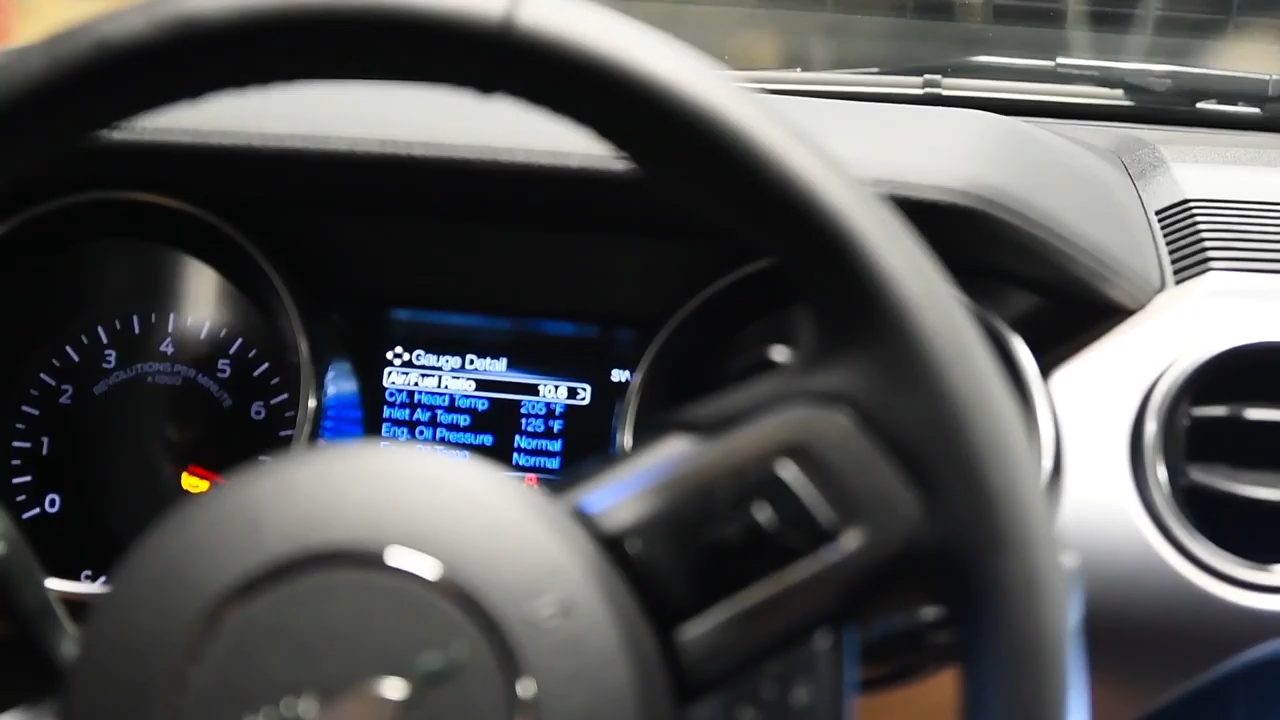 Gauge Detail
Air/Fuel Ratio 10.6 >
Cyl. Head Temp 205 °F
Inlet Air Temp 125 °F
Eng. Oil Pressure Normal
Normal
SW
0 1 2 3 4 5 6
REVOLUTIONS PER MINUTE
x1000